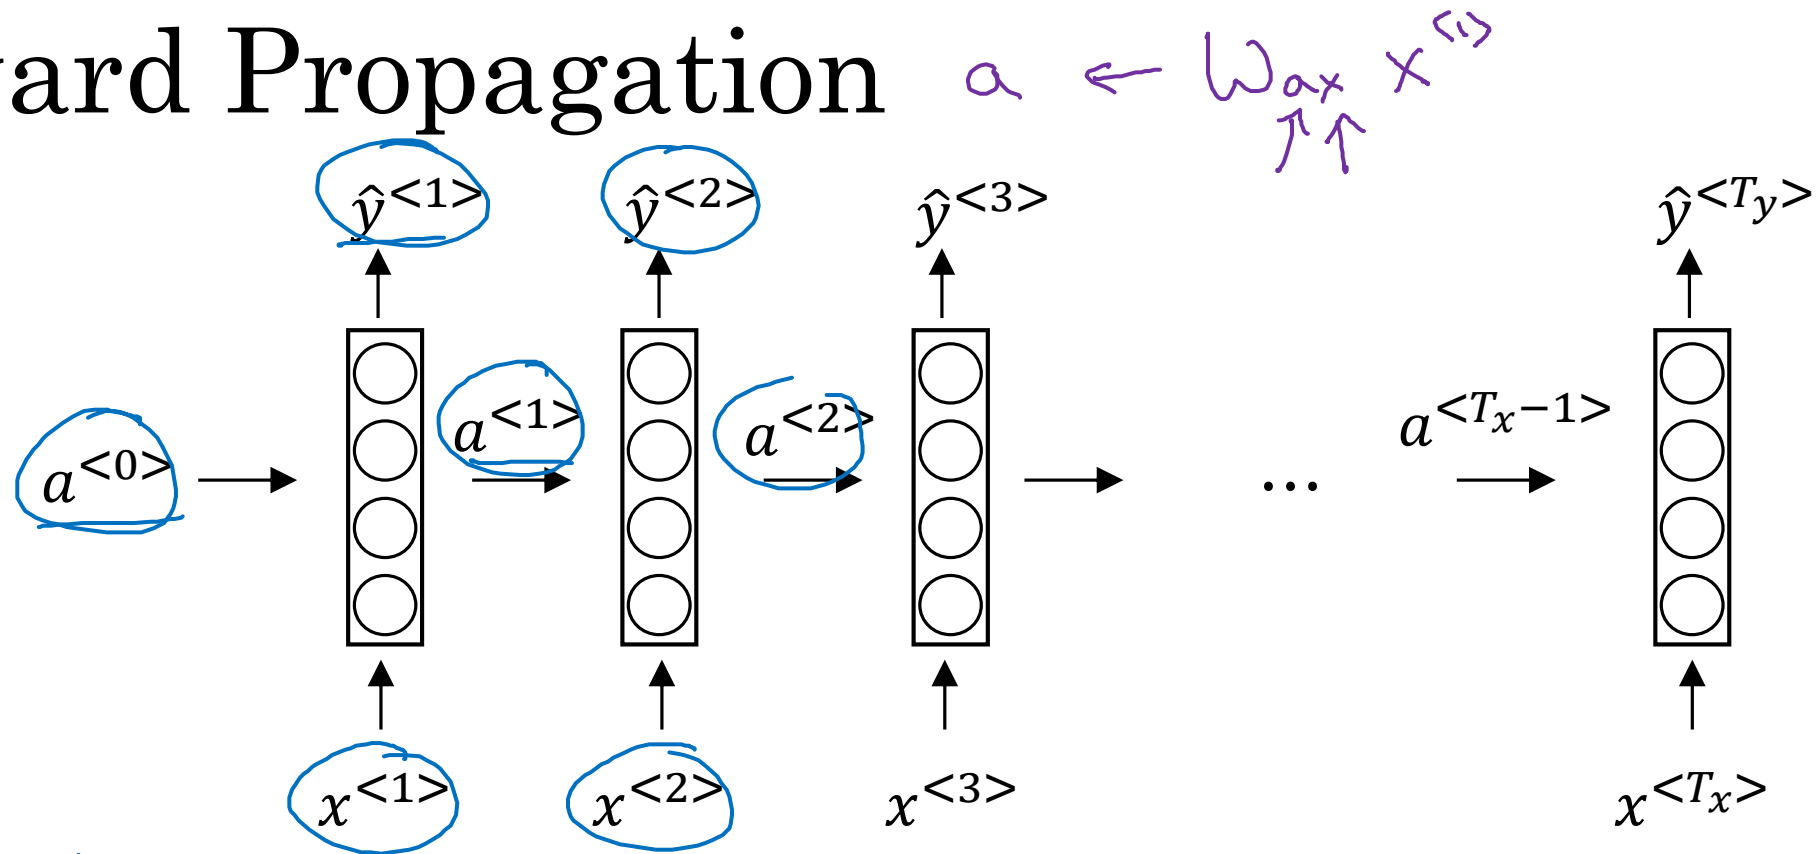 ard Propagation a ← Wax x<1>
ŷ<1> ŷ<2> ŷ<3> ŷ<Ty>
a<0> a<1> a<2> ... a<Tx−1>
x<1> x<2> x<3> x<Tx>